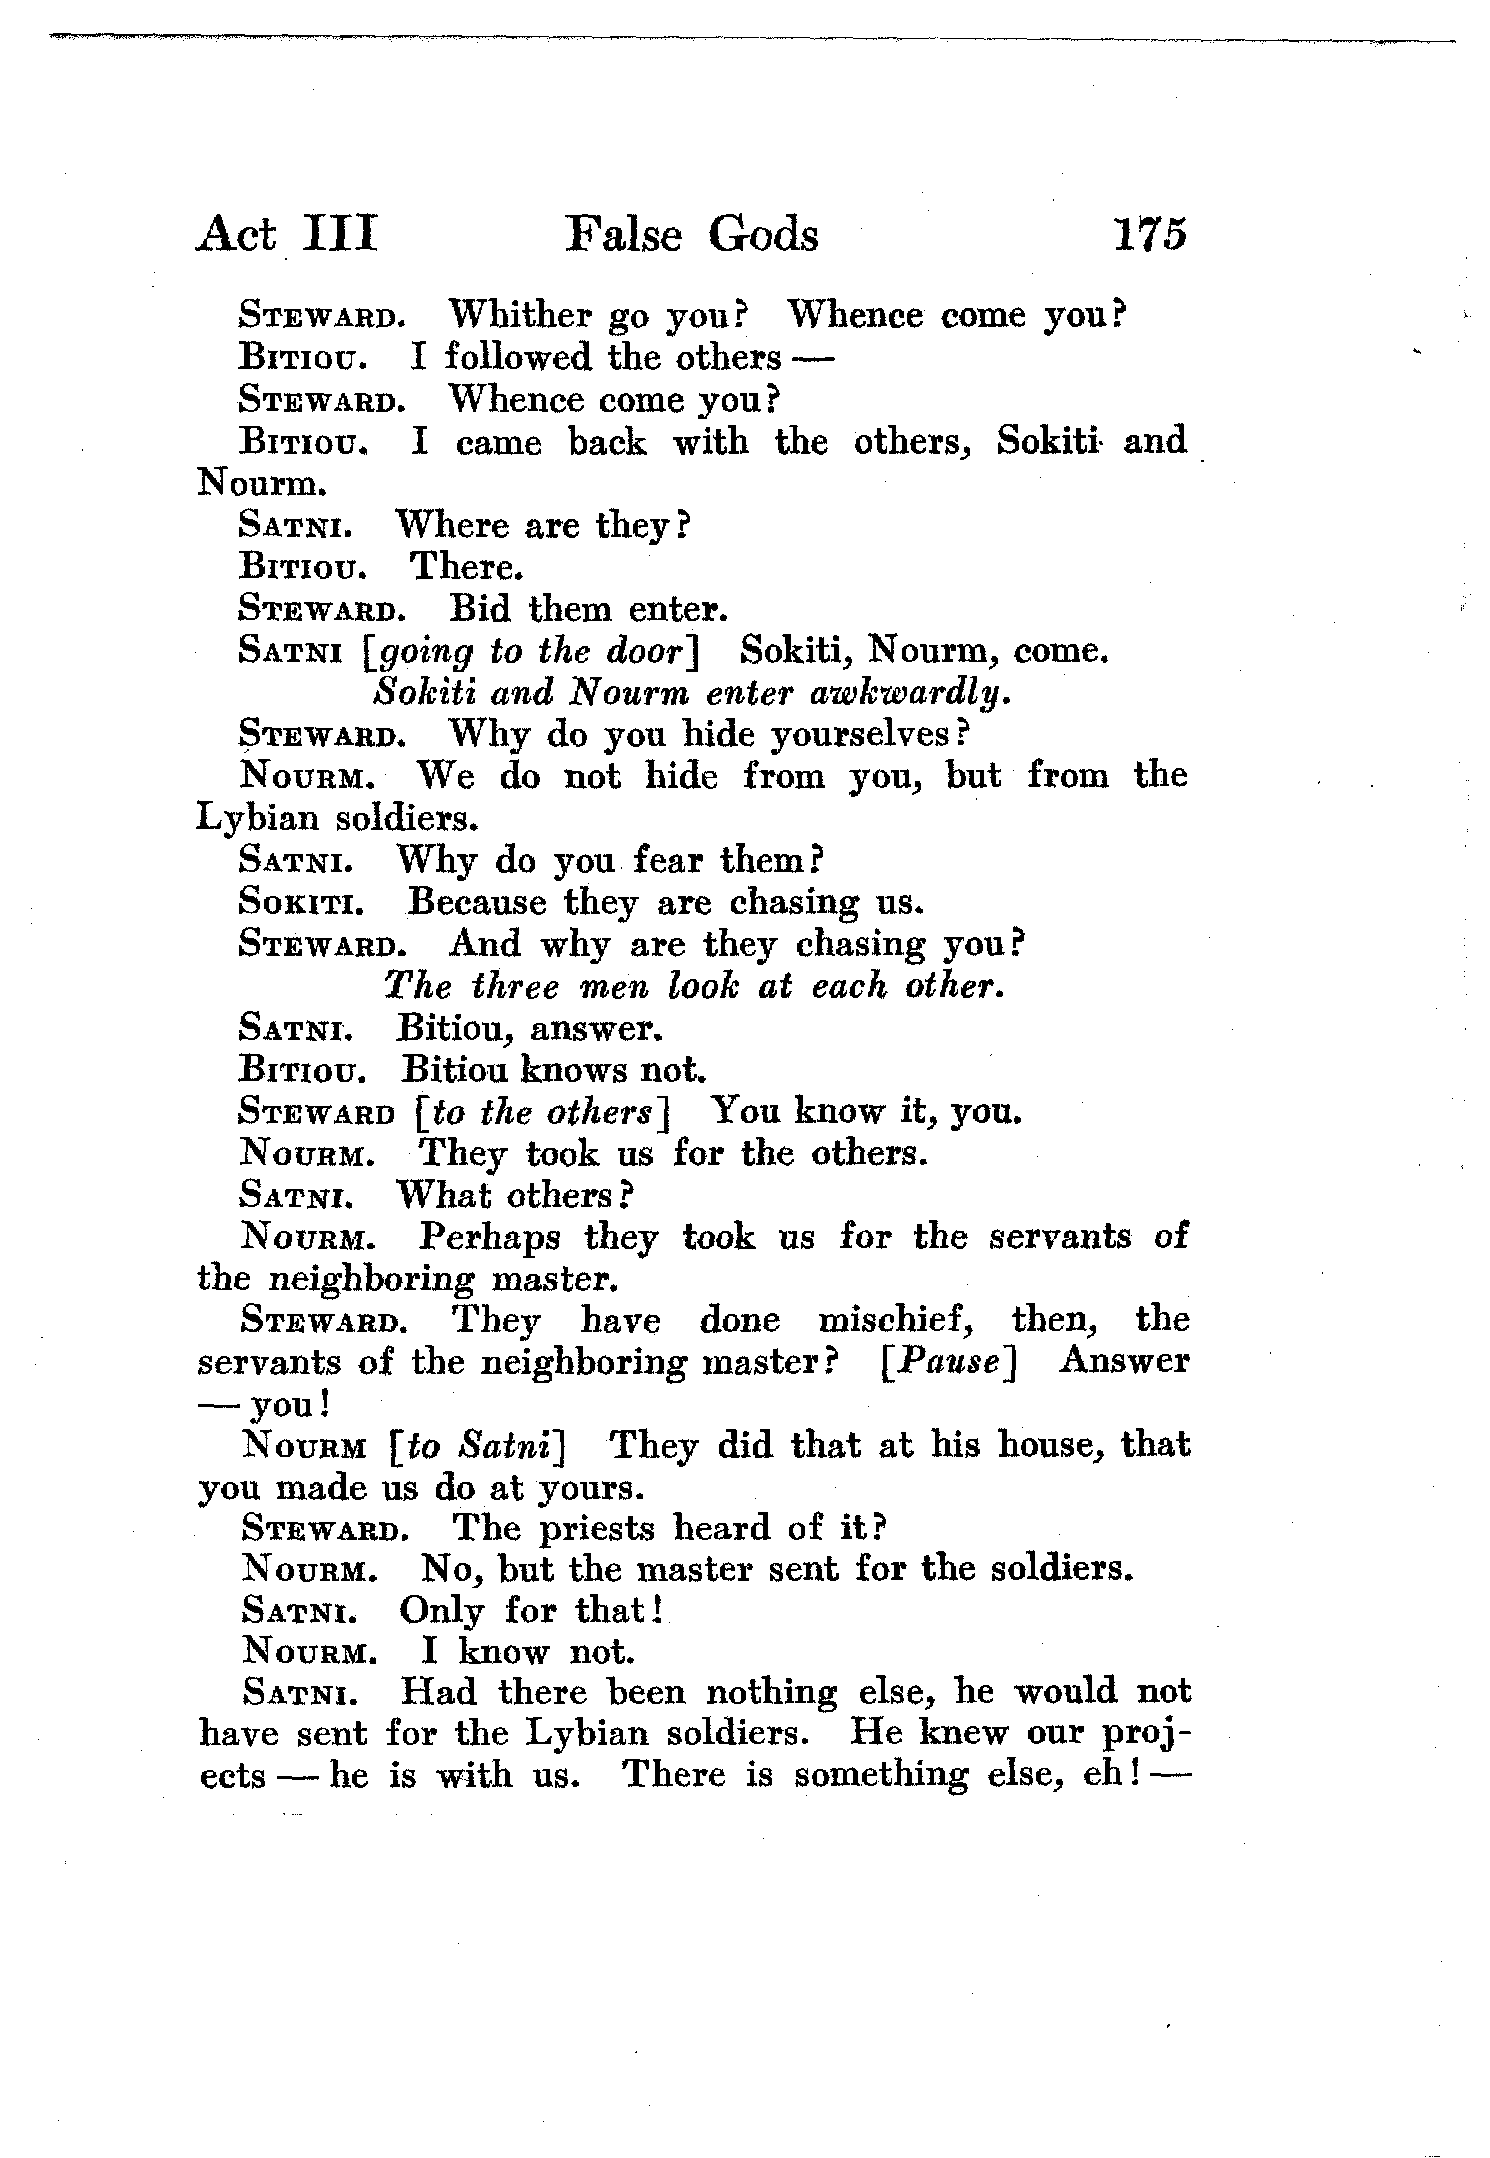 Act III False Gods 175
STEWARD. Whither go you? Whence come you?
BITIOU. I followed the others —
STEWARD. Whence come you?
BITIOU. I came back with the others, Sokiti and
Nourm.
SATNI. Where are they?
BITIOU. There.
STEWARD. Bid them enter.
SATNI [going to the door] Sokiti, Nourm, come.
Sokiti and Nourm enter awkwardly.
STEWARD. Why do you hide yourselves?
NOURM. We do not hide from you, but from the
Lybian soldiers.
SATNI. Why do you fear them?
SOKITI. Because they are chasing us.
STEWARD. And why are they chasing you?
The three men look at each other.
SATNI. Bitiou, answer.
BITIOU. Bitiou knows not.
STEWARD [to the others] You know it, you.
NOURM. They took us for the others.
SATNI. What others?
NOURM. Perhaps they took us for the servants of
the neighboring master.
STEWARD. They have done mischief, then, the
servants of the neighboring master? [Pause] Answer
— you!
NOURM [to Satni] They did that at his house, that
you made us do at yours.
STEWARD. The priests heard of it?
NOURM. No, but the master sent for the soldiers.
SATNI. Only for that!
NOURM. I know not.
SATNI. Had there been nothing else, he would not
have sent for the Lybian soldiers. He knew our proj-
ects — he is with us. There is something else, eh! —